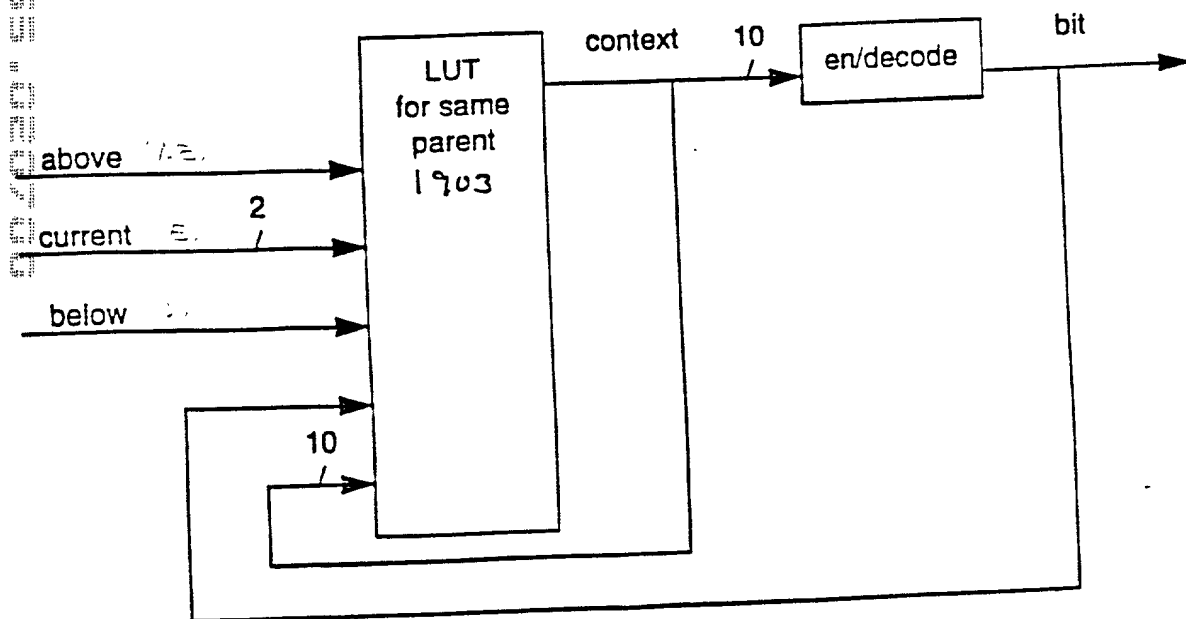 context
10
bit
LUT
for same
parent
1903
en/decode
above
2
current
below
10